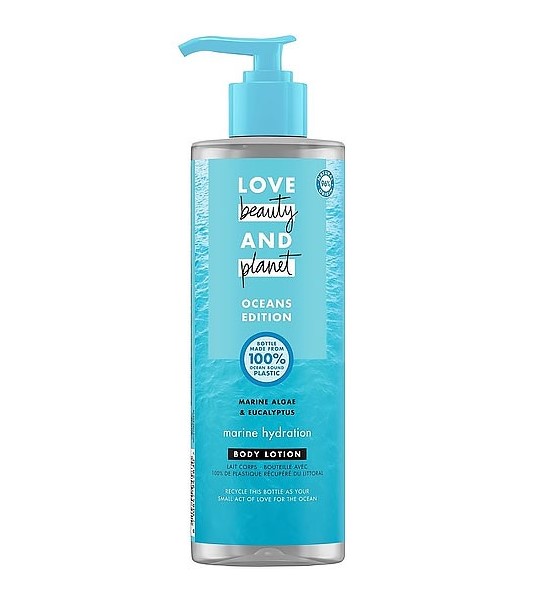 LOVE
beauty
AND
planet
OCEANS
EDITION
BOTTLE
MADE FROM
100%
OCEAN BOUND
PLASTIC
MARINE ALGAE
& EUCALYPTUS
marine hydration
BODY LOTION
LAIT CORPS - BOUTEILLE AVEC
100% DE PLASTIQUE RÉCUPÉRÉ DU LITTORAL
RECYCLE THIS BOTTLE AS YOUR
SMALL ACT OF LOVE FOR THE OCEAN